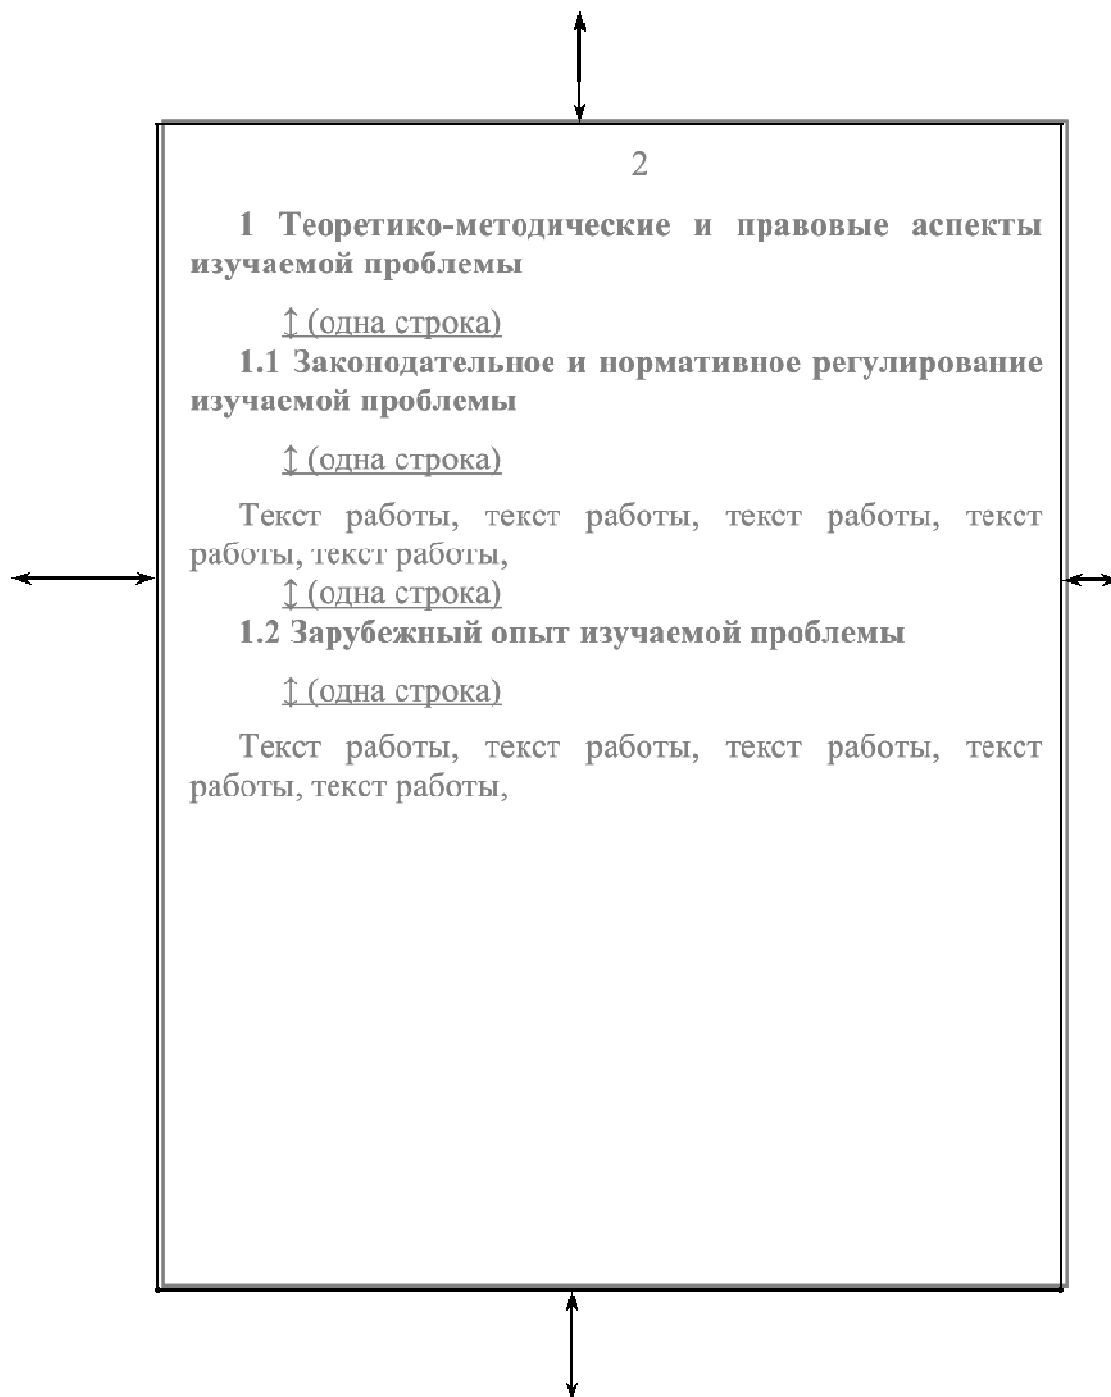 2
1 Теоретико-методические и правовые аспекты
изучаемой проблемы
↕ (одна строка)
1.1 Законодательное и нормативное регулирование
изучаемой проблемы
↕ (одна строка)
Текст работы, текст работы, текст работы, текст
работы, текст работы,
↕ (одна строка)
1.2 Зарубежный опыт изучаемой проблемы
↕ (одна строка)
Текст работы, текст работы, текст работы, текст
работы, текст работы,